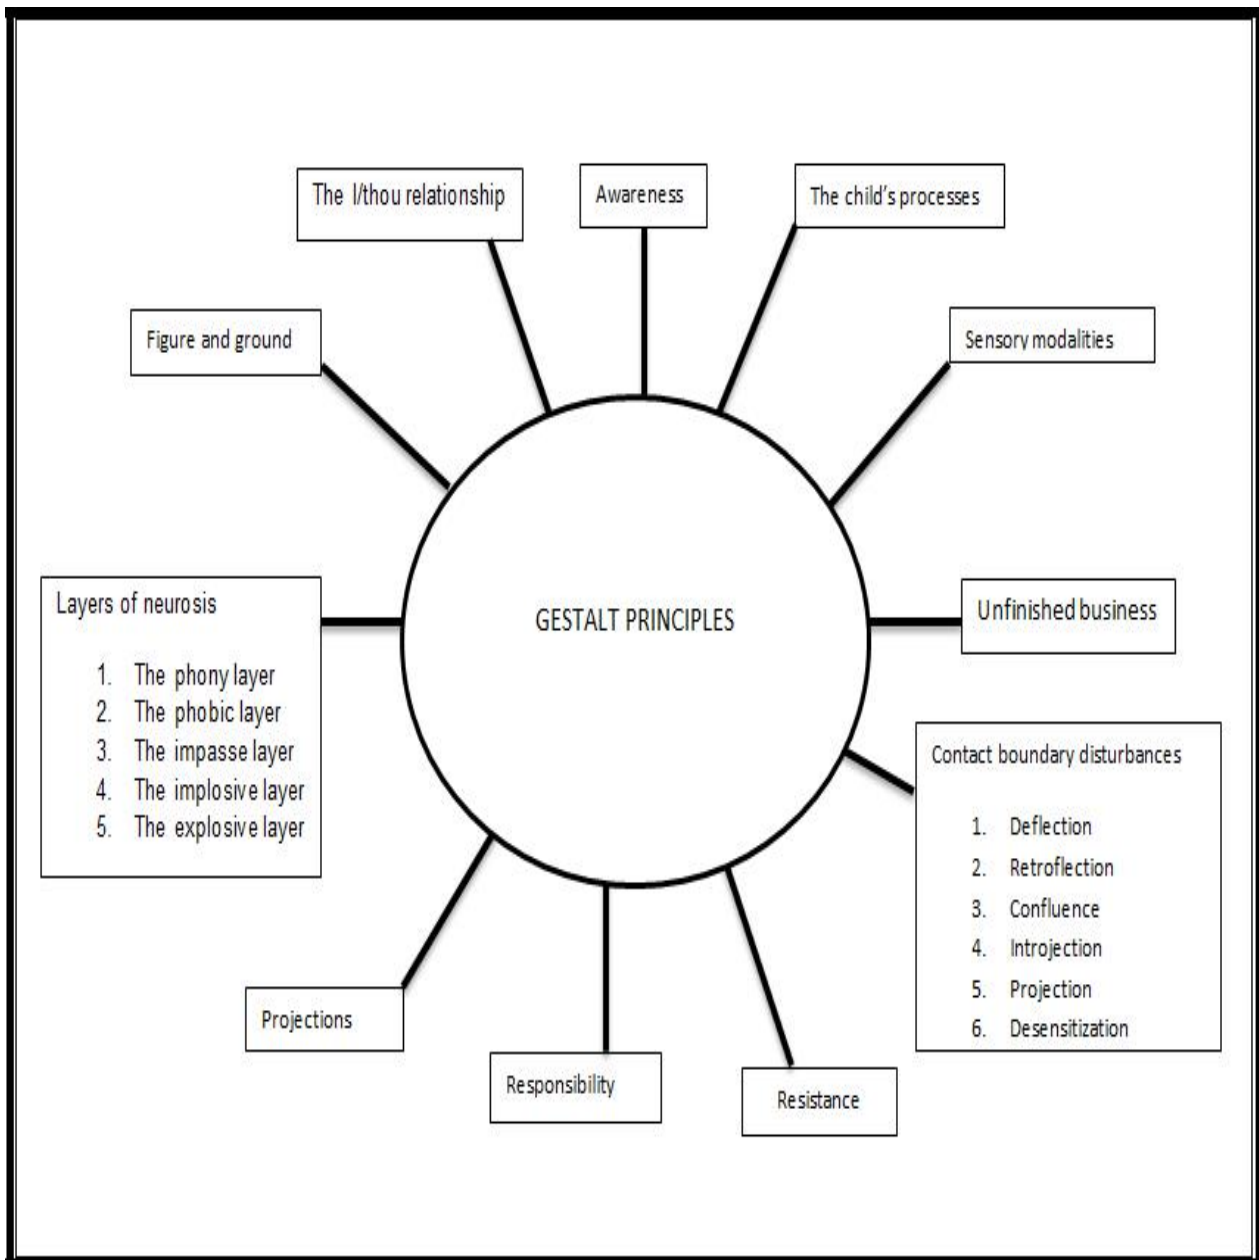 The I/thou relationship
Awareness
The child's processes
Figure and ground
Sensory modalities
Layers of neurosis
1. The phony layer
2. The phobic layer
3. The impasse layer
4. The implosive layer
5. The explosive layer
GESTALT PRINCIPLES
Unfinished business
Contact boundary disturbances
1. Deflection
2. Retroflection
3. Confluence
4. Introjection
5. Projection
6. Desensitization
Projections
Responsibility
Resistance